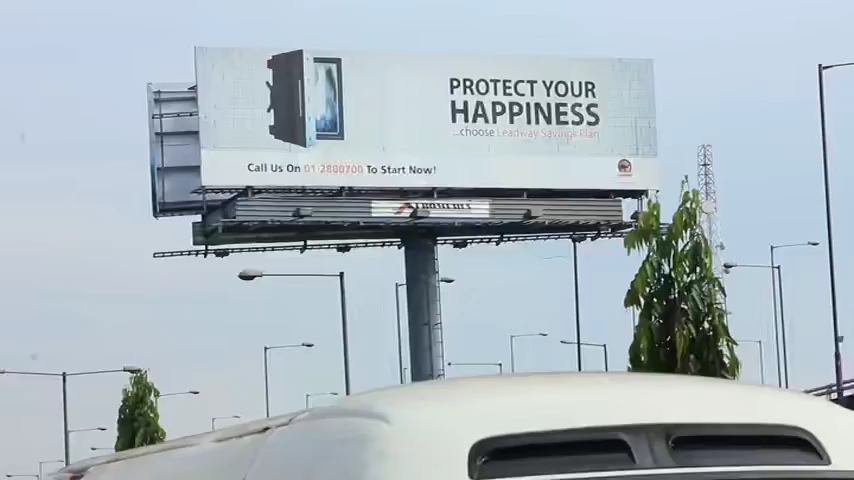 PROTECT YOUR
HAPPINESS
...choose Leadway Savings Plan
Call Us On 01 2800700 To Start Now!